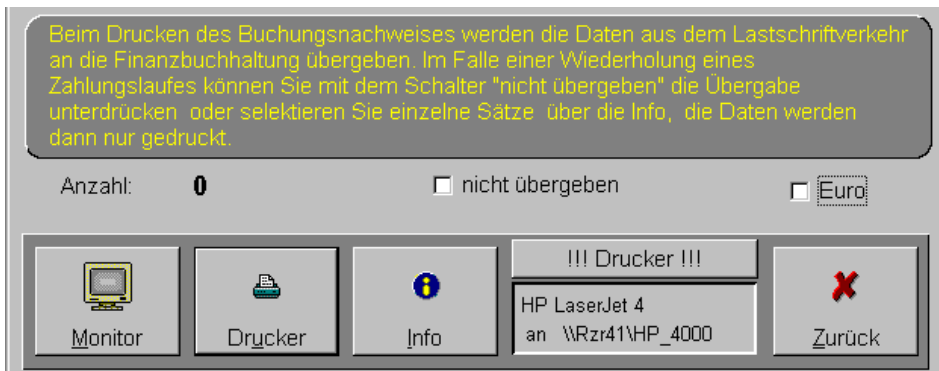 Beim Drucken des Buchungsnachweises werden die Daten aus dem Lastschriftverkehr
an die Finanzbuchhaltung übergeben. Im Falle einer Wiederholung eines
Zahlungslaufes können Sie mit dem Schalter "nicht übergeben" die Übergabe
unterdrücken oder selektieren Sie einzelne Sätze über die Info, die Daten werden
dann nur gedruckt.
Anzahl: 0 nicht übergeben Euro
!!! Drucker !!!
HP LaserJet 4
Monitor Drucker Info an \\Rzr41\HP_4000 Zurück